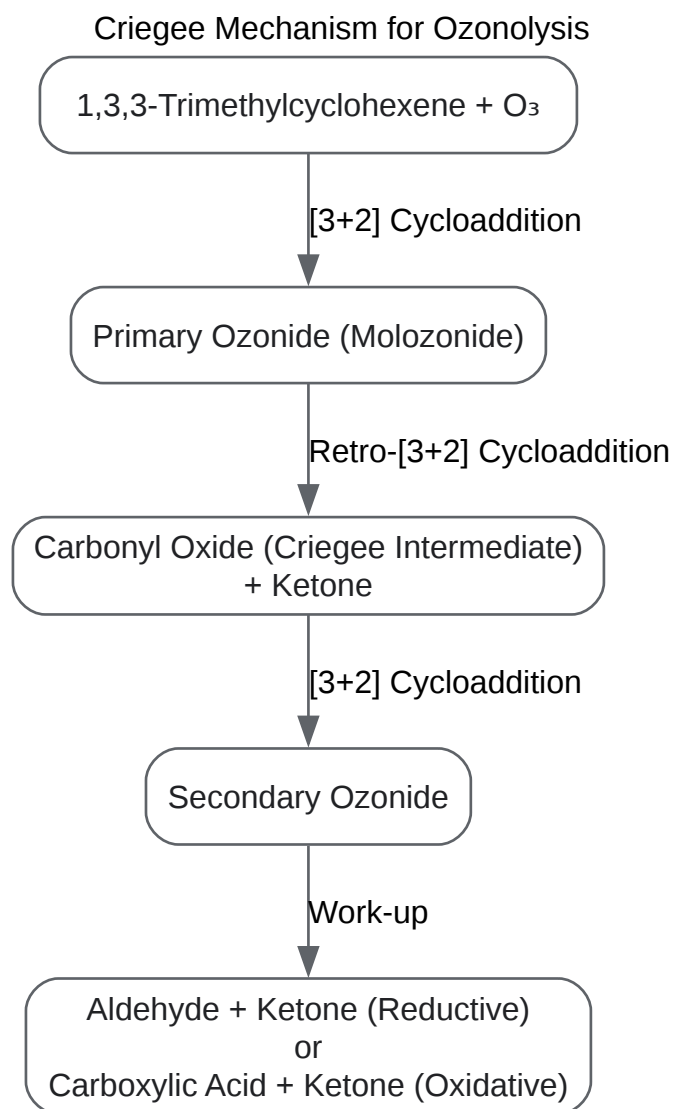 Criegee Mechanism for Ozonolysis
1,3,3-Trimethylcyclohexene + O₃
[3+2] Cycloaddition
Primary Ozonide (Molozonide)
Retro-[3+2] Cycloaddition
Carbonyl Oxide (Criegee Intermediate)
+ Ketone
[3+2] Cycloaddition
Secondary Ozonide
Work-up
Aldehyde + Ketone (Reductive)
or
Carboxylic Acid + Ketone (Oxidative)